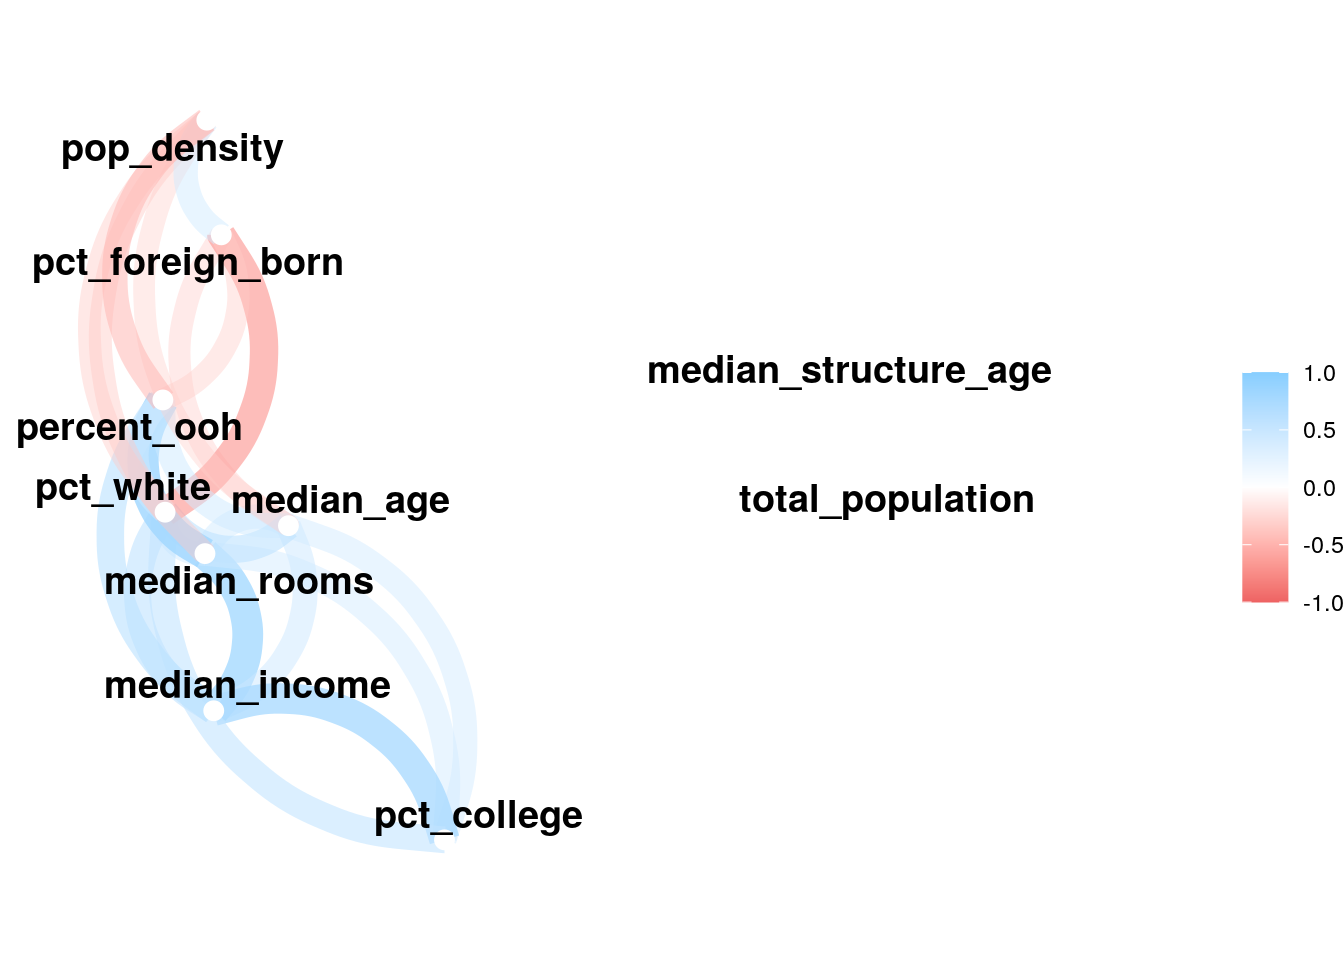 pop_density
pct_foreign_born
percent_ooh
pct_white
median_age
median_rooms
median_income
pct_college
median_structure_age
total_population
1.0
0.5
0.0
-0.5
-1.0